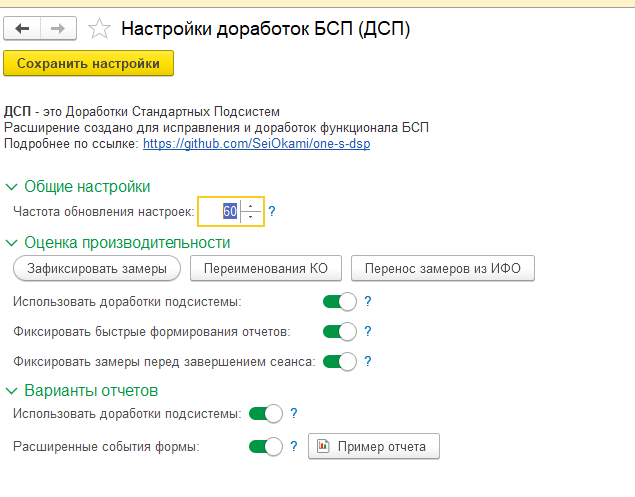 Настройки доработок БСП (ДСП)
Сохранить настройки
ДСП - это Доработки Стандартных Подсистем
Расширение создано для исправления и доработок функционала БСП
Подробнее по ссылке: https://github.com/SeiOkami/one-s-dsp
Общие настройки
Частота обновления настроек: 60 ?
Оценка производительности
Зафиксировать замеры Переименования КО Перенос замеров из ИФО
Использовать доработки подсистемы: ?
Фиксировать быстрые формирования отчетов: ?
Фиксировать замеры перед завершением сеанса: ?
Варианты отчетов
Использовать доработки подсистемы: ?
Расширенные события формы: ? Пример отчета